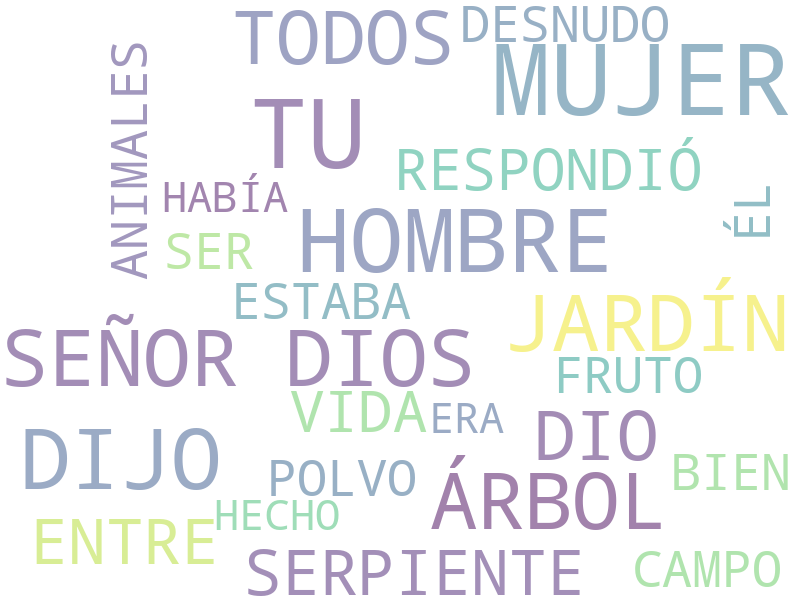 TODOS
DESNUDO
MUJER
ANIMALES
TU
RESPONDIÓ
HABÍA
ÉL
HOMBRE
SER
ESTABA
JARDÍN
SEÑOR DIOS
FRUTO
VIDA
ERA
DIO
DIJO
POLVO
BIEN
ÁRBOL
HECHO
ENTRE
SERPIENTE
CAMPO